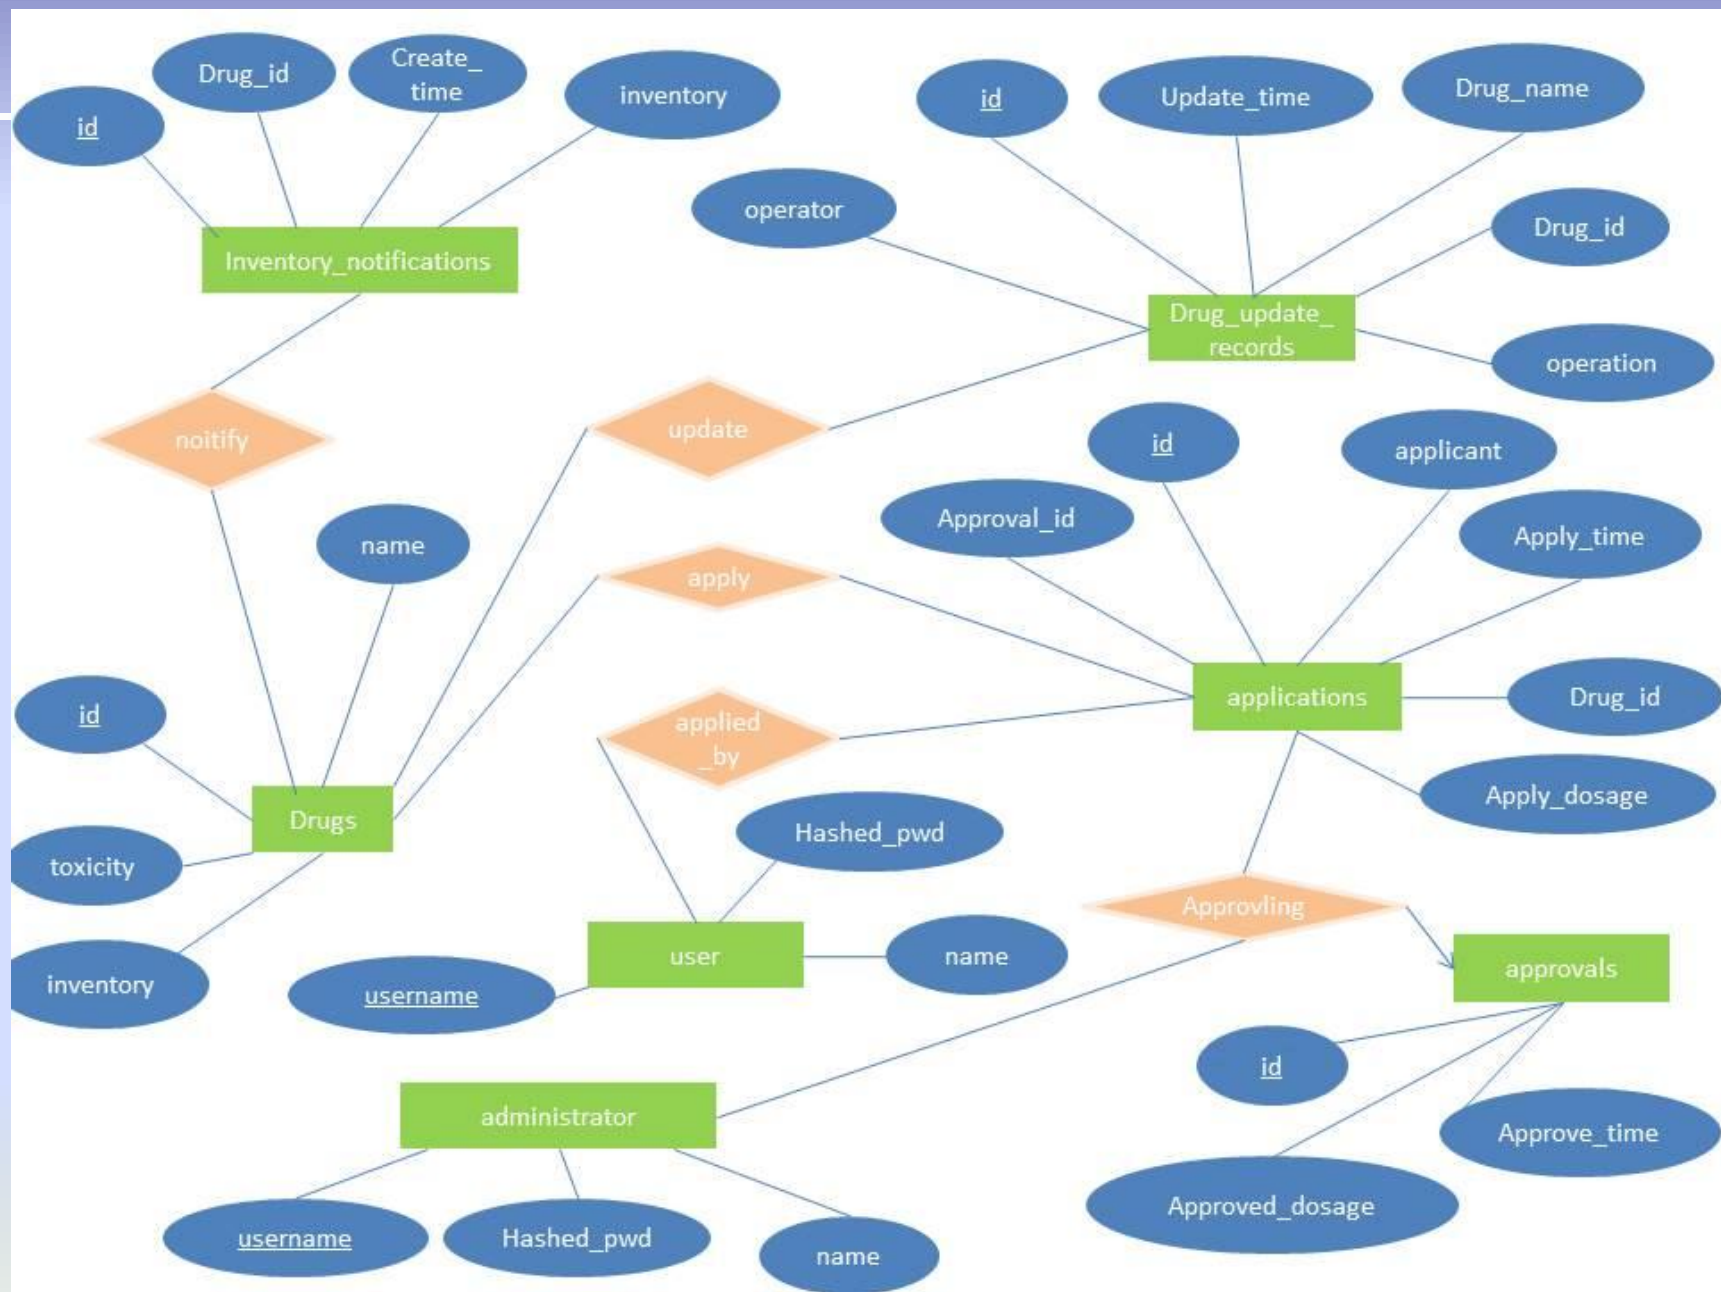 id
Drug_id
Create_
time
inventory
Inventory_notifications
noitify
id
Update_time
Drug_name
operator
Drug_id
Drug_update_
records
operation
update
id
applicant
Approval_id
Apply_time
apply
applications
Drug_id
Apply_dosage
applied
_by
name
id
Drugs
toxicity
inventory
Hashed_pwd
user
name
username
Approvling
approvals
id
Approve_time
Approved_dosage
administrator
username
Hashed_pwd
name